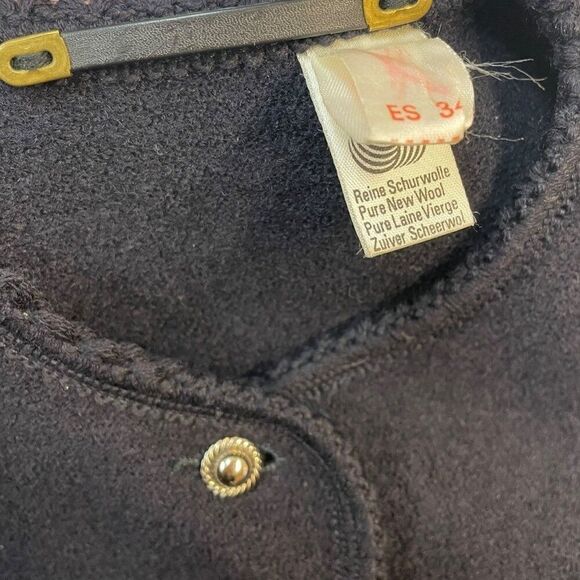 ES 34
Reine Schurwolle
Pure New Wool
Pure Laine Vierge
Zuiver Scheerwol